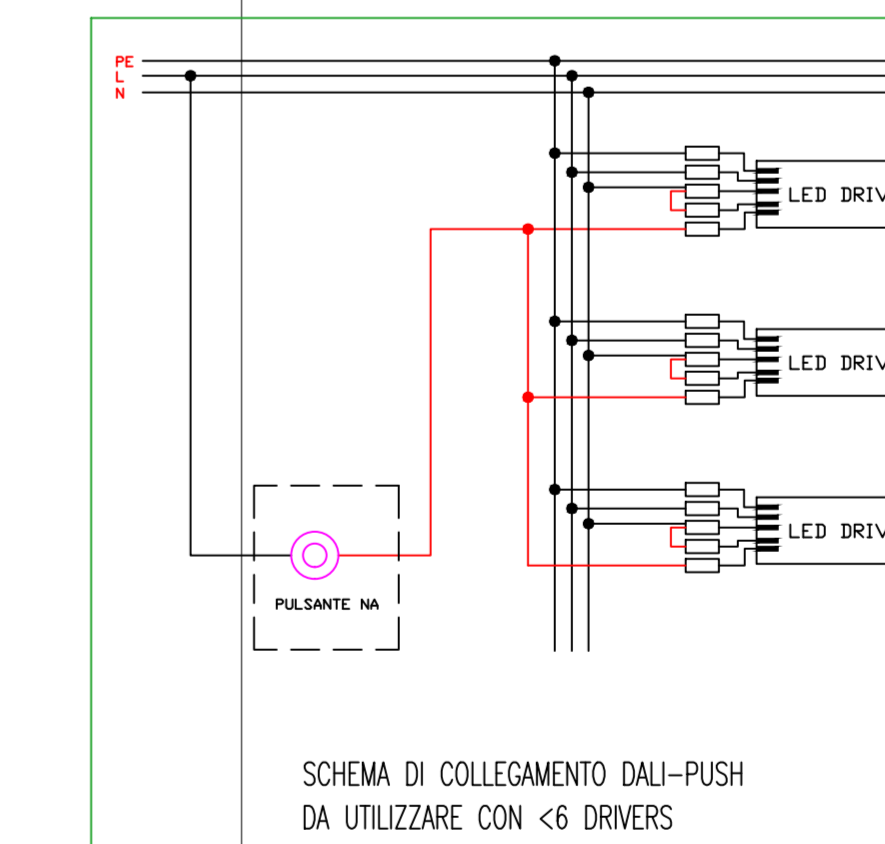 PE
L
N
LED DRIV
LED DRIV
LED DRIV
PULSANTE NA
SCHEMA DI COLLEGAMENTO DALI-PUSH
DA UTILIZZARE CON <6 DRIVERS